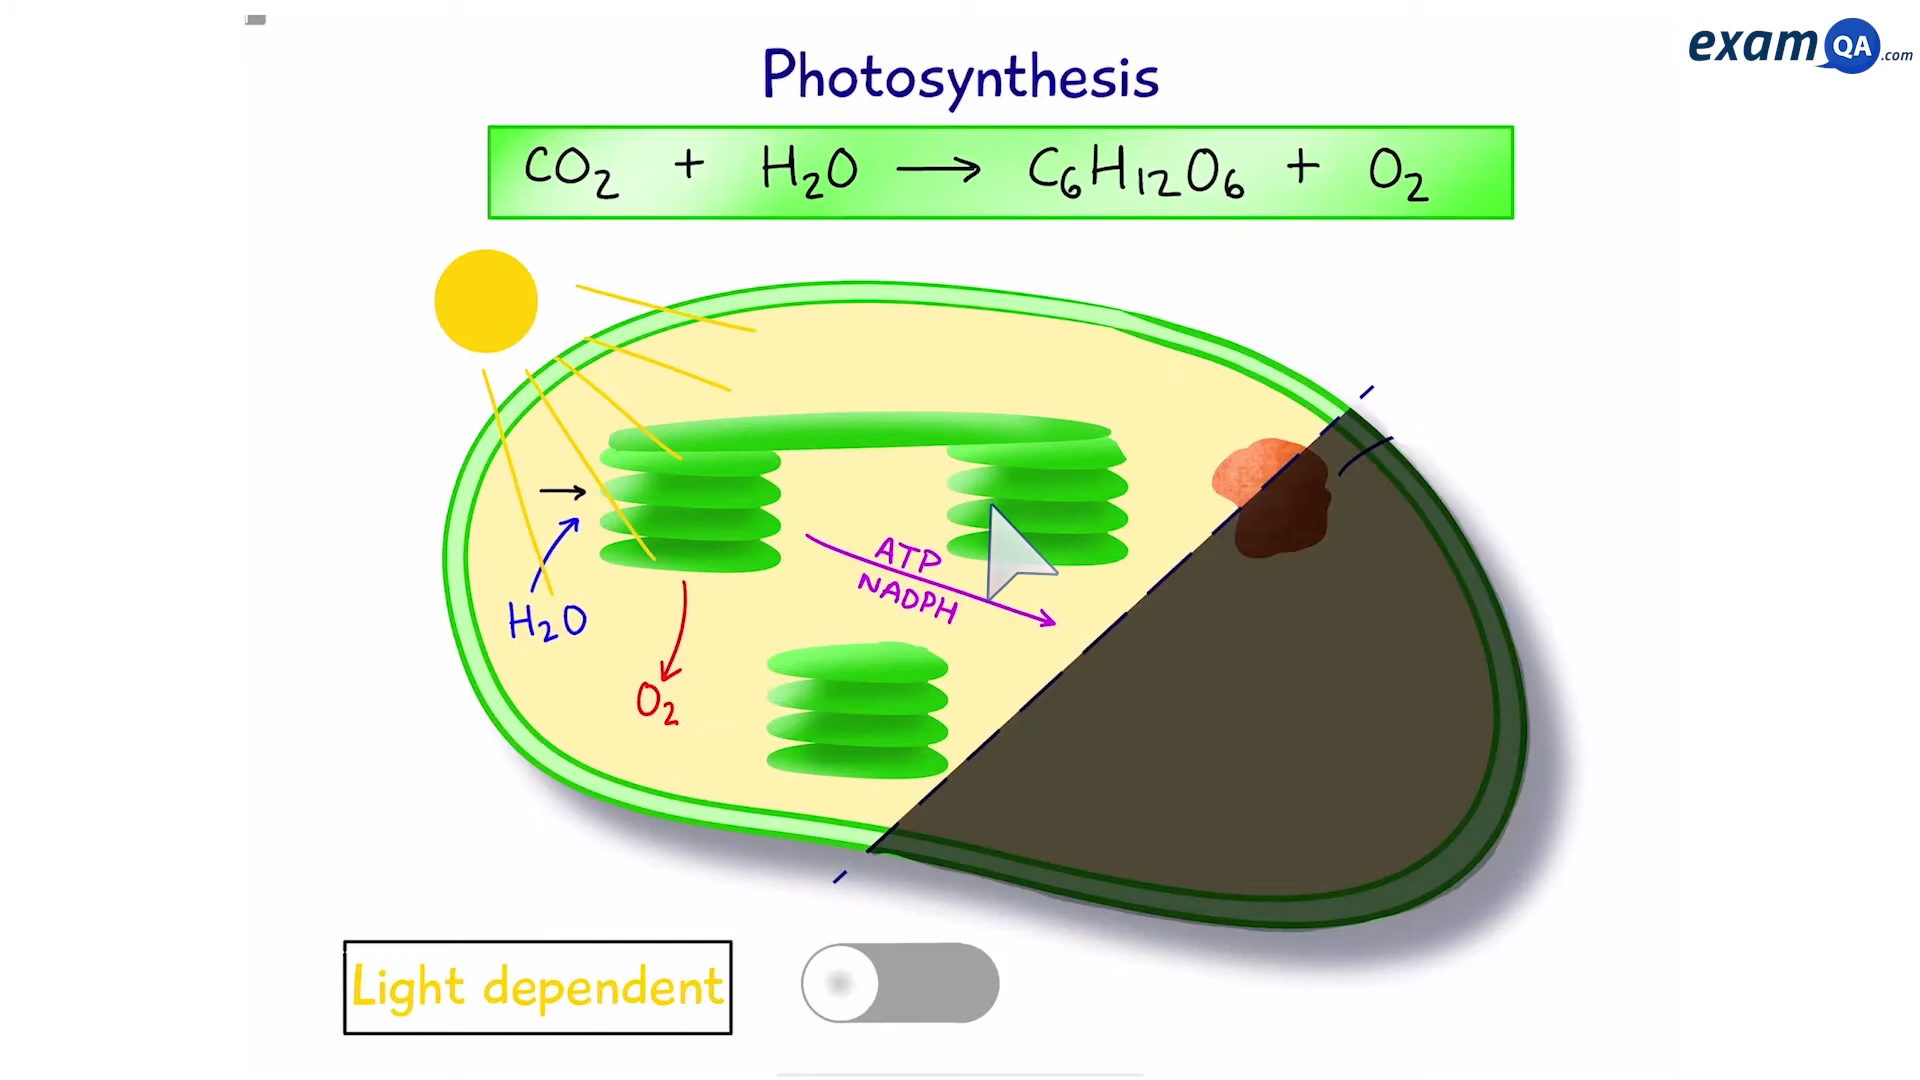 examQA.com
Photosynthesis
CO₂ + H₂O → C₆H₁₂O₆ + O₂
ATP
NADPH
H₂O
O₂
Light dependent